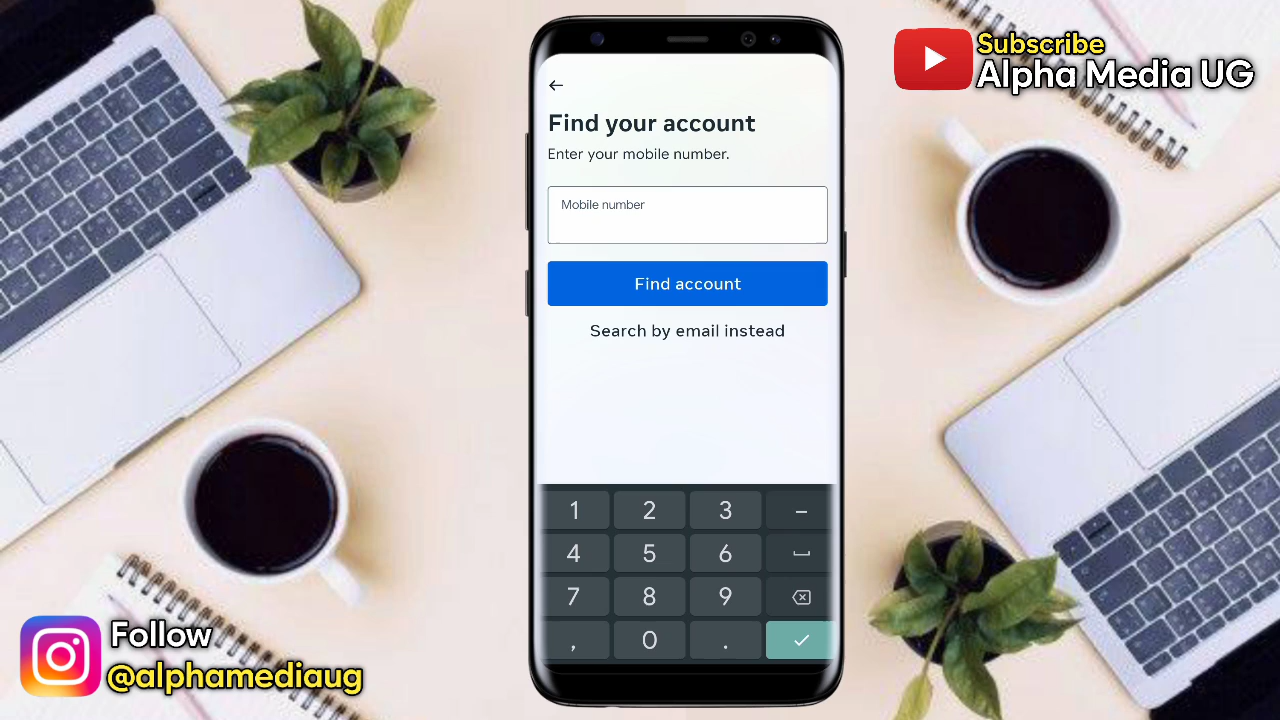 Subscribe
Alpha Media UG
Find your account
Enter your mobile number.
Mobile number
Find account
Search by email instead
1 2 3 –
4 5 6
7 8 9
, 0 .
Follow
@alphamediaug